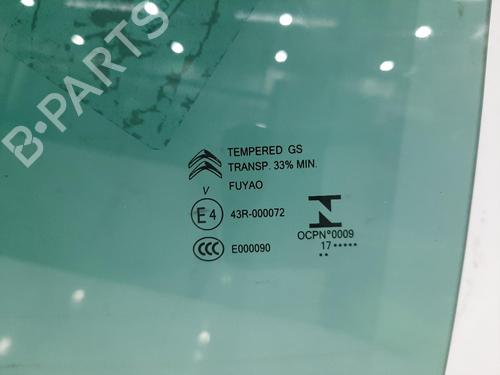 B-PARTS
TEMPERED GS
TRANSP. 33% MIN.
V FUYAO
E4 43R-000072
CCC E000090
N
OCPN°0009
17•••••
••